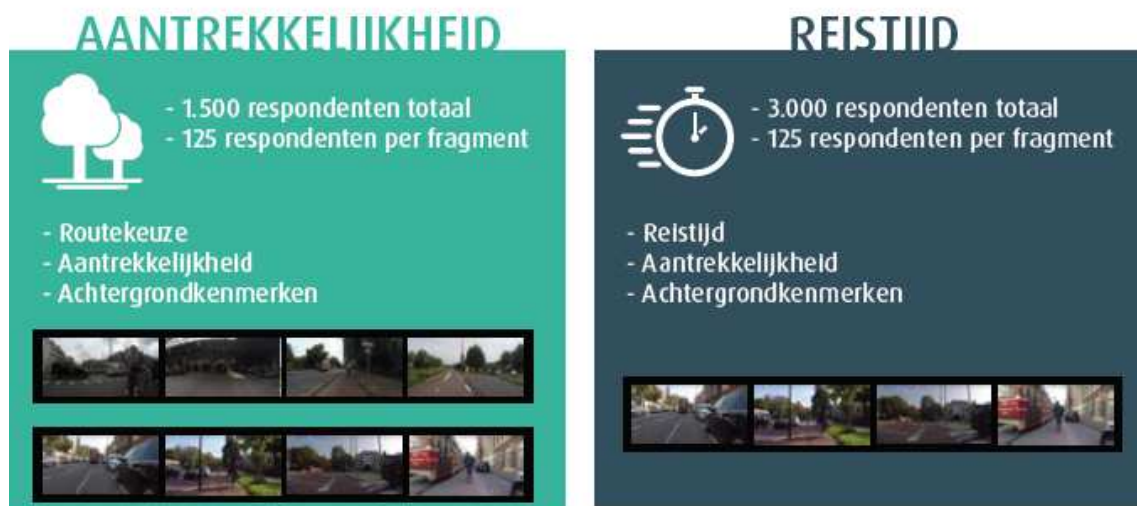 AANTREKKELIJKHEID
- 1.500 respondenten totaal
- 125 respondenten per fragment
- Routekeuze
- Aantrekkelijkheid
- Achtergrondkenmerken
REISTIJD
- 3.000 respondenten totaal
- 125 respondenten per fragment
- Reistijd
- Aantrekkelijkheid
- Achtergrondkenmerken